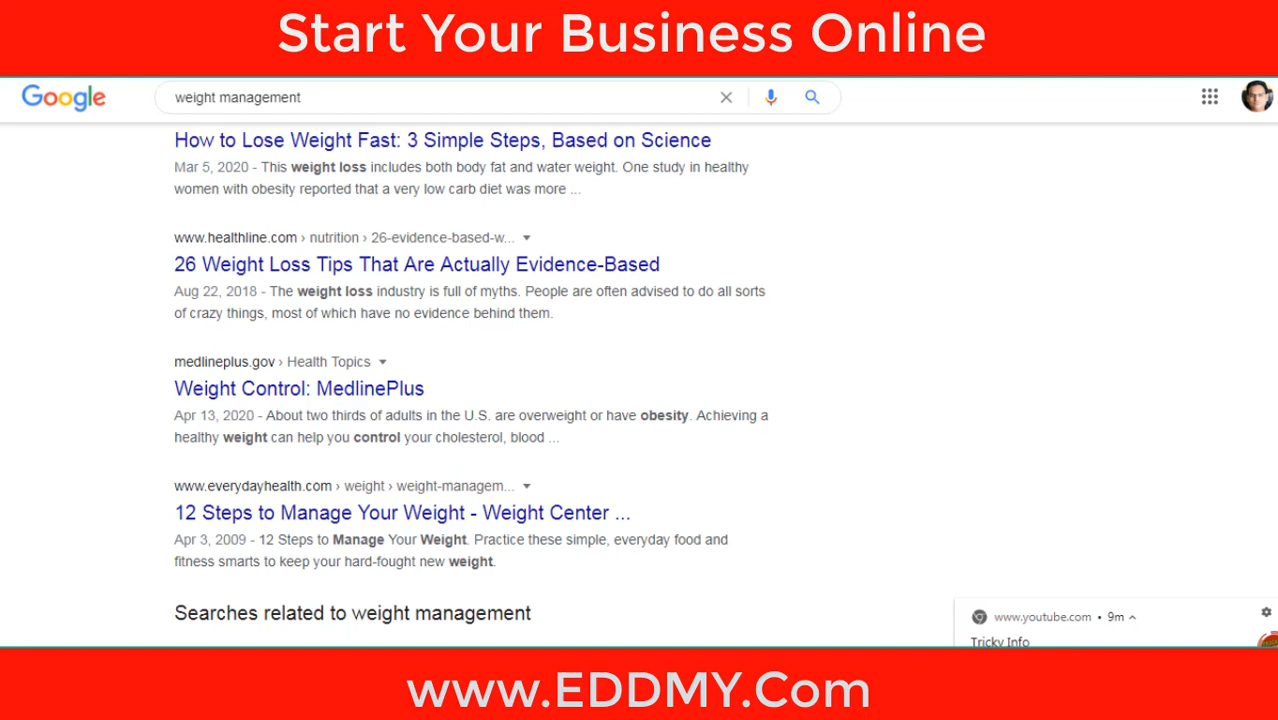 Start Your Business Online
Google
weight management
How to Lose Weight Fast: 3 Simple Steps, Based on Science
Mar 5, 2020 - This weight loss includes both body fat and water weight. One study in healthy
women with obesity reported that a very low carb diet was more ...
www.healthline.com › nutrition › 26-evidence-based-w...
26 Weight Loss Tips That Are Actually Evidence-Based
Aug 22, 2018 - The weight loss industry is full of myths. People are often advised to do all sorts
of crazy things, most of which have no evidence behind them.
medlineplus.gov › Health Topics
Weight Control: MedlinePlus
Apr 13, 2020 - About two thirds of adults in the U.S. are overweight or have obesity. Achieving a
healthy weight can help you control your cholesterol, blood ...
www.everydayhealth.com › weight › weight-managem...
12 Steps to Manage Your Weight - Weight Center ...
Apr 3, 2009 - 12 Steps to Manage Your Weight. Practice these simple, everyday food and
fitness smarts to keep your hard-fought new weight.
Searches related to weight management
www.youtube.com • 9m
Tricky Info
www.EDDMY.Com